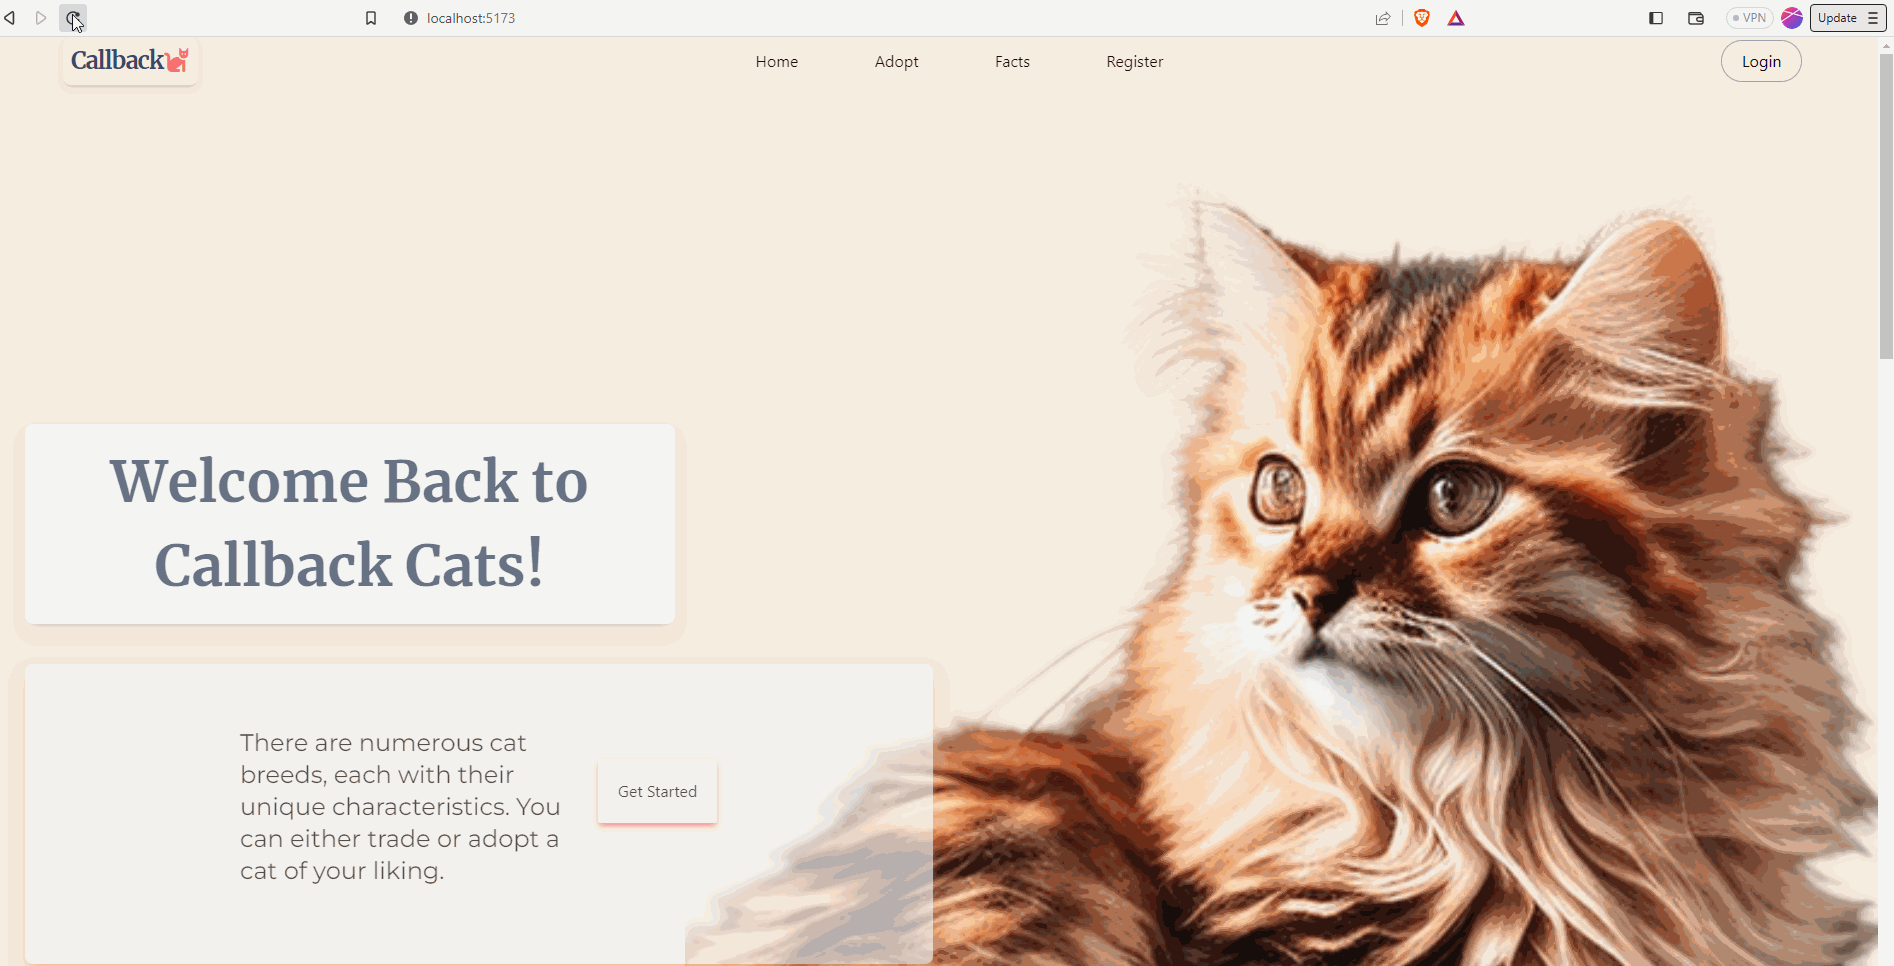 localhost:5173
VPN
Update
Callback
Home
Adopt
Facts
Register
Login
Welcome Back to
Callback Cats!
There are numerous cat
breeds, each with their
unique characteristics. You
can either trade or adopt a
cat of your liking.
Get Started